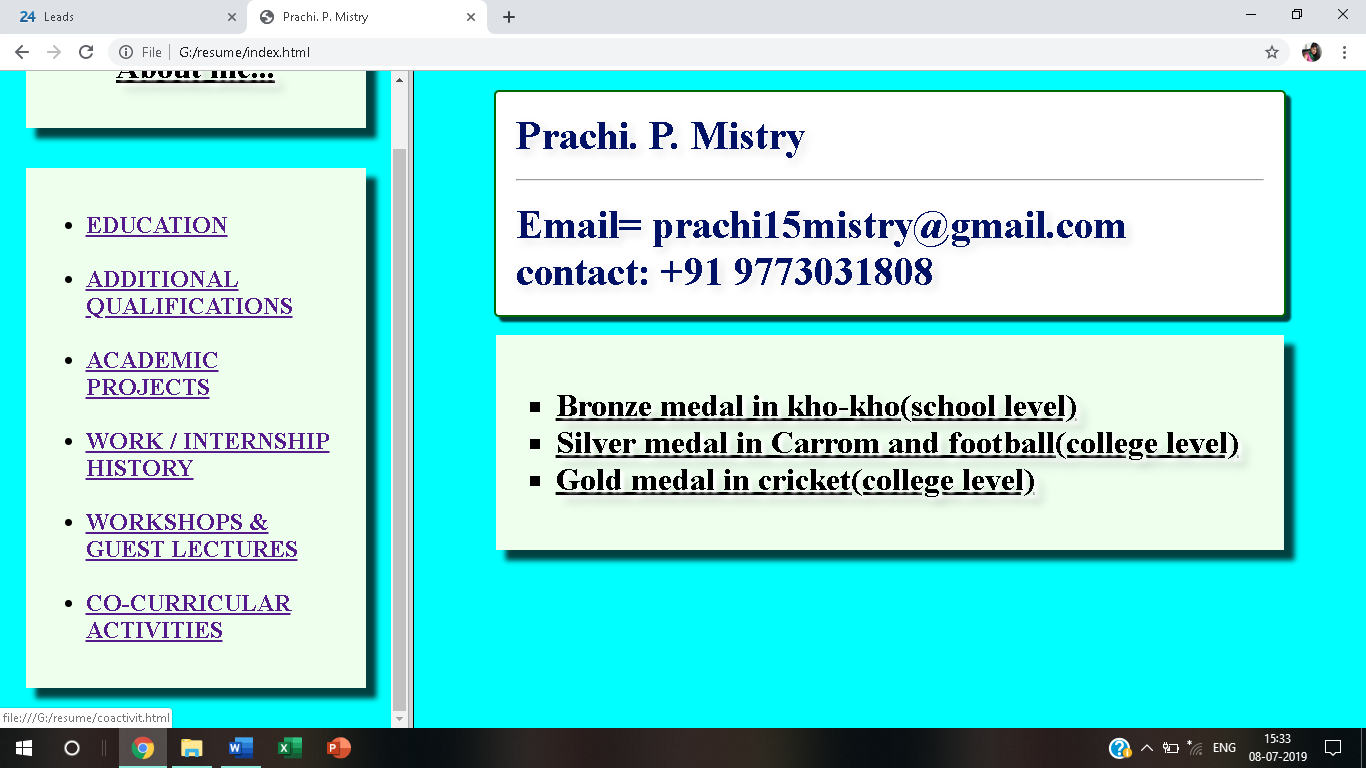 24 Leads
Prachi. P. Mistry
File
G:/resume/index.html
About me...
EDUCATION
ADDITIONAL
QUALIFICATIONS
ACADEMIC
PROJECTS
WORK / INTERNSHIP
HISTORY
WORKSHOPS &
GUEST LECTURES
CO-CURRICULAR
ACTIVITIES
Prachi. P. Mistry
Email= prachi15mistry@gmail.com
contact: +91 9773031808
Bronze medal in kho-kho(school level)
Silver medal in Carrom and football(college level)
Gold medal in cricket(college level)
file:///G:/resume/coactivit.html
ENG
15:33
08-07-2019